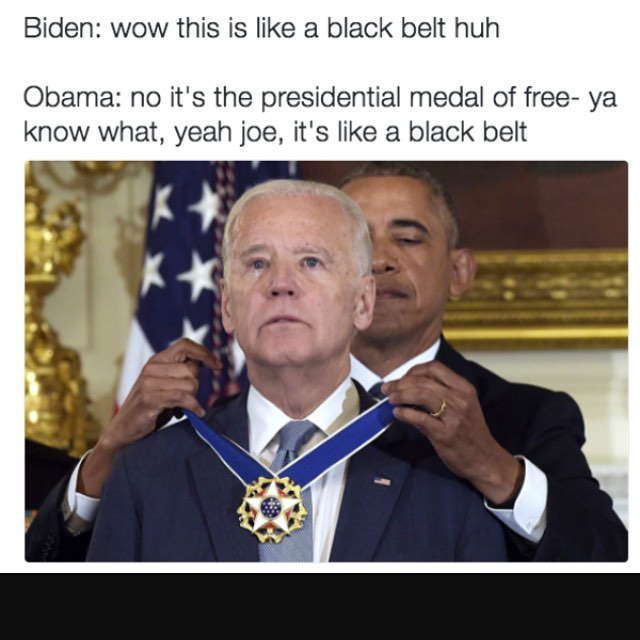 Biden: wow this is like a black belt huh
Obama: no it's the presidential medal of free- ya
know what, yeah joe, it's like a black belt